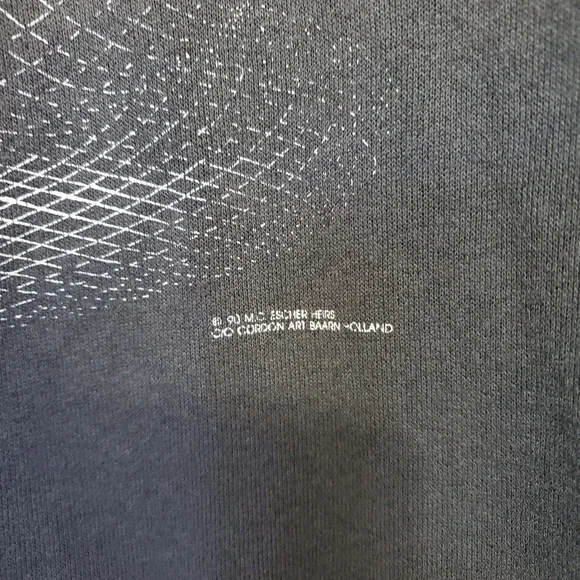 © '90 M.C. ESCHER HEIRS
C/O CORDON ART BAARN HOLLAND